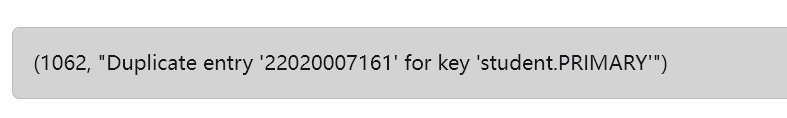 (1062, "Duplicate entry '22020007161' for key 'student.PRIMARY'")